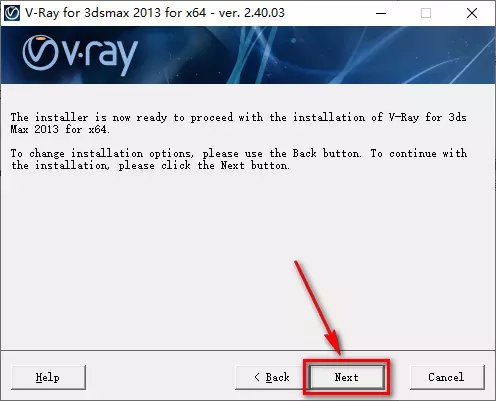 V-Ray for 3dsmax 2013 for x64 - ver. 2.40.03
v·ray
The installer is now ready to proceed with the installation of V-Ray for 3ds
Max 2013 for x64.
To change installation options, please use the Back button. To continue with
the installation, please click the Next button.
Help
< Back
Next
Cancel